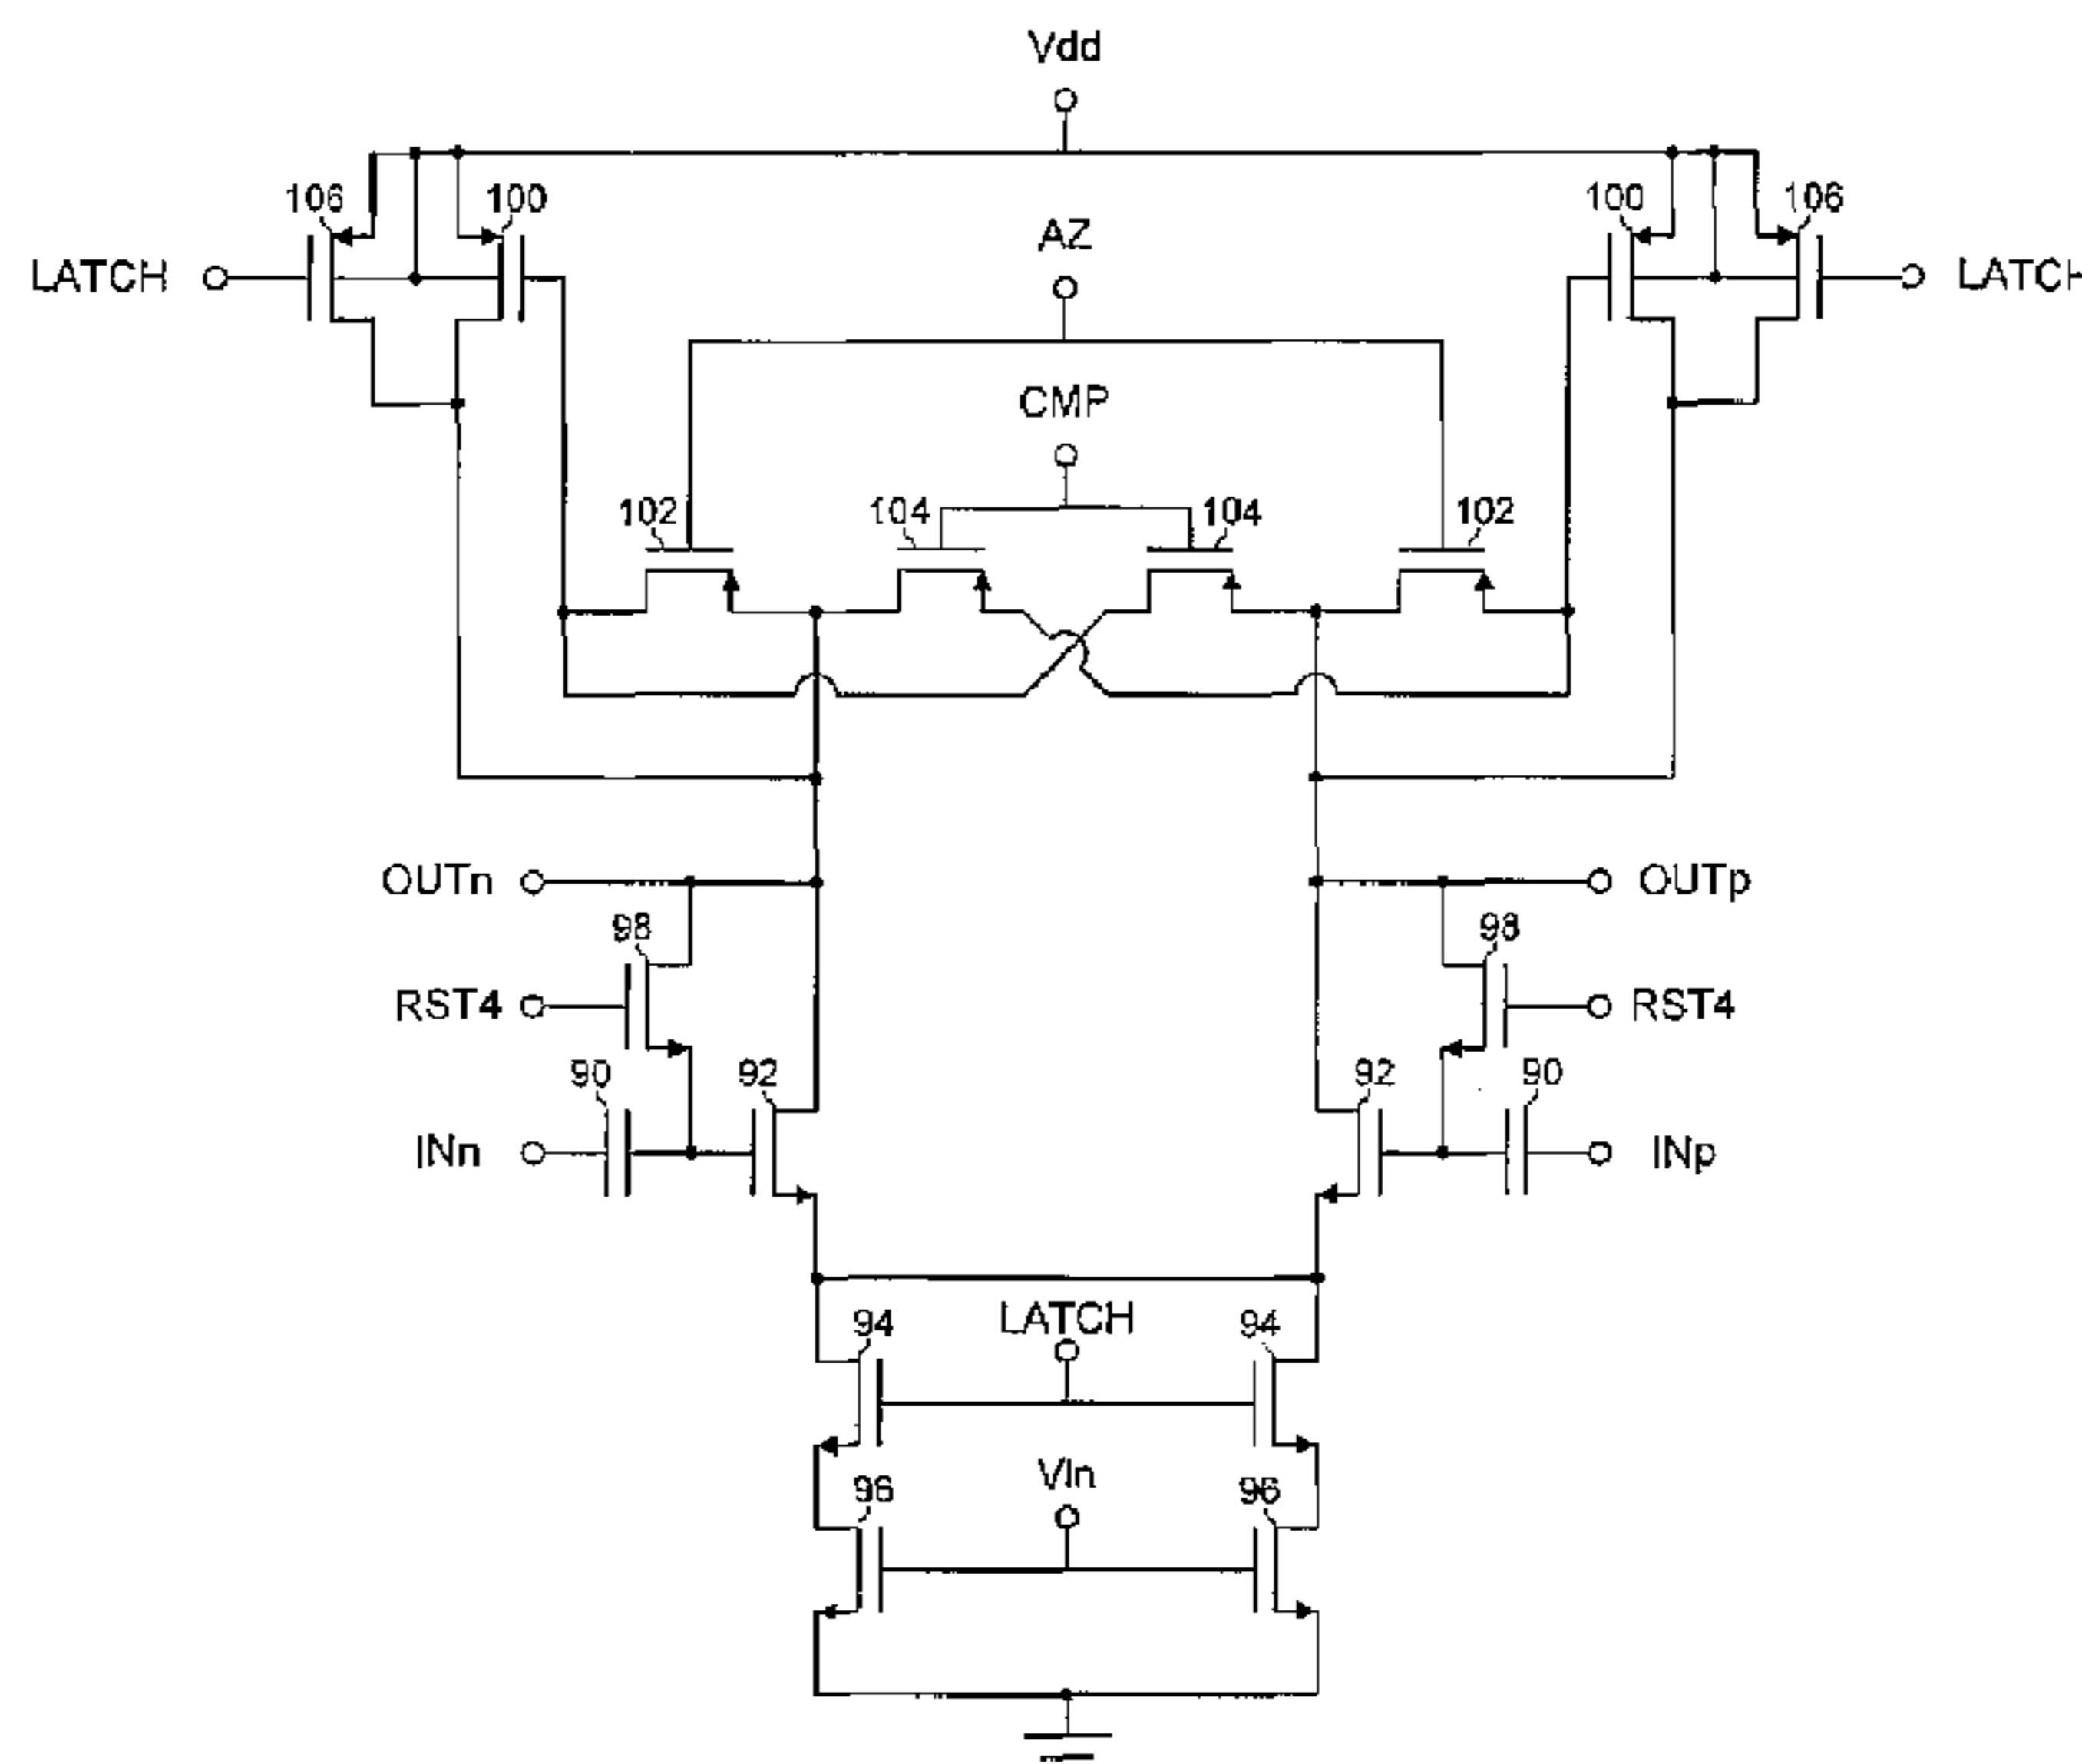 Vdd
106 100 100 106
AZ
LATCH LATCH
CMP
102 104 104 102
OUTn OUTp
98 98
RST4 RST4
90 92 92 90
INn INp
LATCH
94 94
VIn
96 96